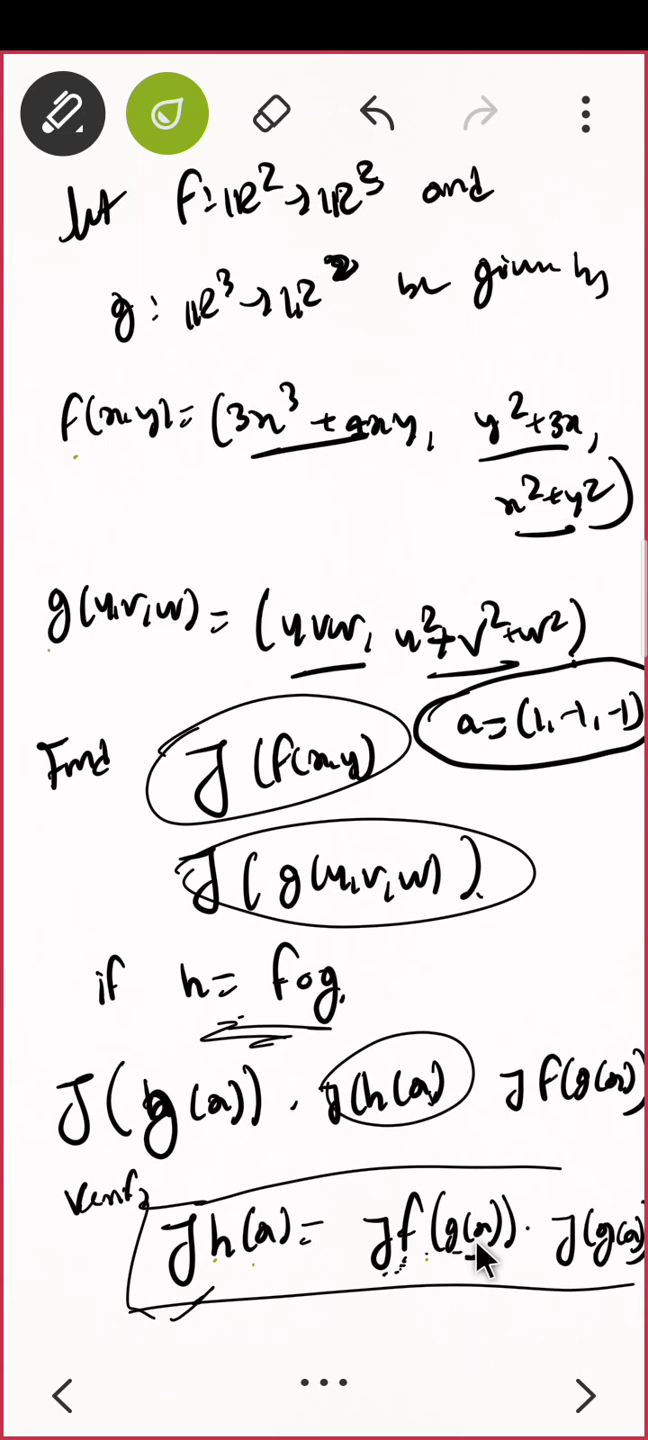 let f: ℝ² → ℝ³ and
g: ℝ³ → ℝ² be given by
f(x,y) = (3x³ + 4xy, y² + 3x,
x² + y²)
g(u,v,w) = (uvw, u² + v² + w²)
a = (1, -1, -1)
Find J(f(x,y)
J(g(u,v,w)).
if h = fog.
J(g(a)). J(h(a) Jf(g(a))
verify
Jh(a) = Jf(g(a)) · J(g(a)